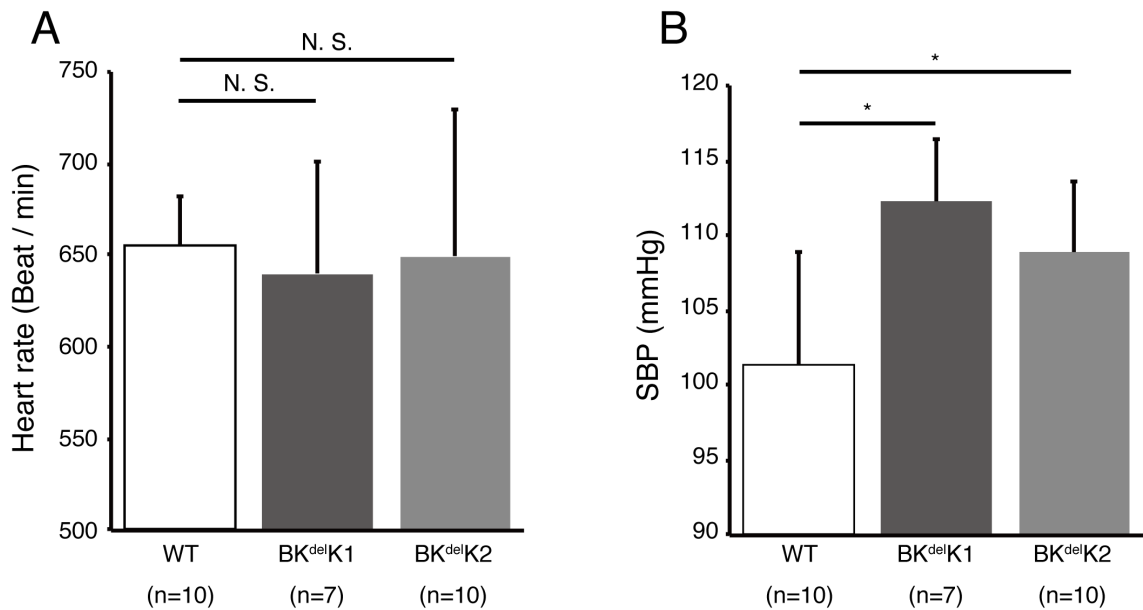 A
N. S.
N. S.
Heart rate (Beat / min)
750
700
650
600
550
500
WT
BKᵈᵉˡK1
BKᵈᵉˡK2
(n=10)
(n=7)
(n=10)
B
*
*
SBP (mmHg)
120
115
110
105
100
95
90
WT
BKᵈᵉˡK1
BKᵈᵉˡK2
(n=10)
(n=7)
(n=10)